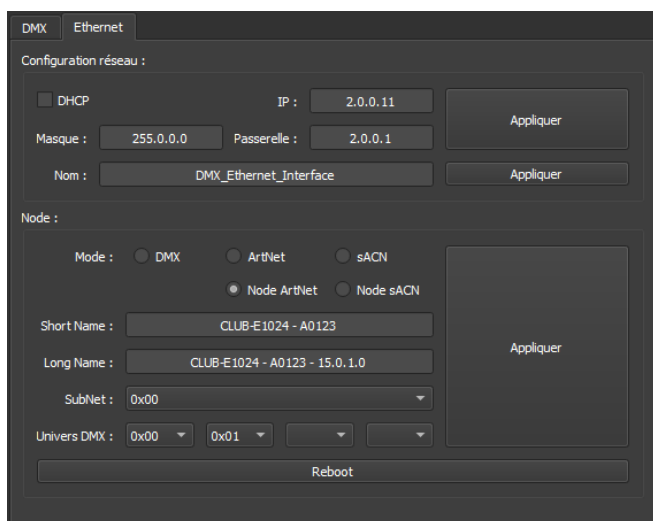 DMX Ethernet
Configuration réseau :
DHCP IP : 2.0.0.11
Appliquer
Masque : 255.0.0.0 Passerelle : 2.0.0.1
Nom : DMX_Ethernet_Interface Appliquer
Node :
Mode : DMX ArtNet sACN
Node ArtNet Node sACN
Short Name : CLUB-E1024 - A0123
Appliquer
Long Name : CLUB-E1024 - A0123 - 15.0.1.0
SubNet : 0x00
Univers DMX : 0x00 0x01
Reboot